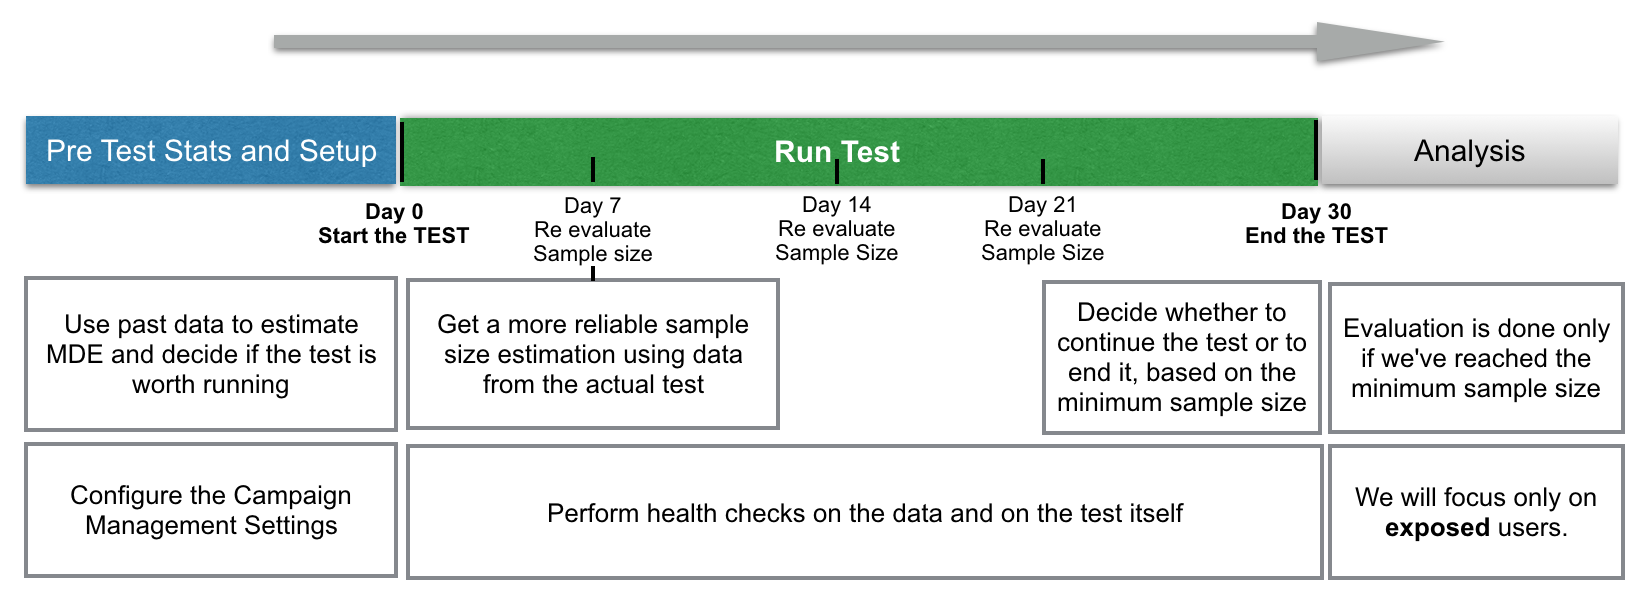 Pre Test Stats and Setup
Run Test
Analysis
Day 0
Start the TEST
Day 7
Re evaluate
Sample size
Day 14
Re evaluate
Sample Size
Day 21
Re evaluate
Sample Size
Day 30
End the TEST
Use past data to estimate
MDE and decide if the test is
worth running
Get a more reliable sample
size estimation using data
from the actual test
Decide whether to
continue the test or to
end it, based on the
minimum sample size
Evaluation is done only
if we've reached the
minimum sample size
Configure the Campaign
Management Settings
Perform health checks on the data and on the test itself
We will focus only on
exposed users.